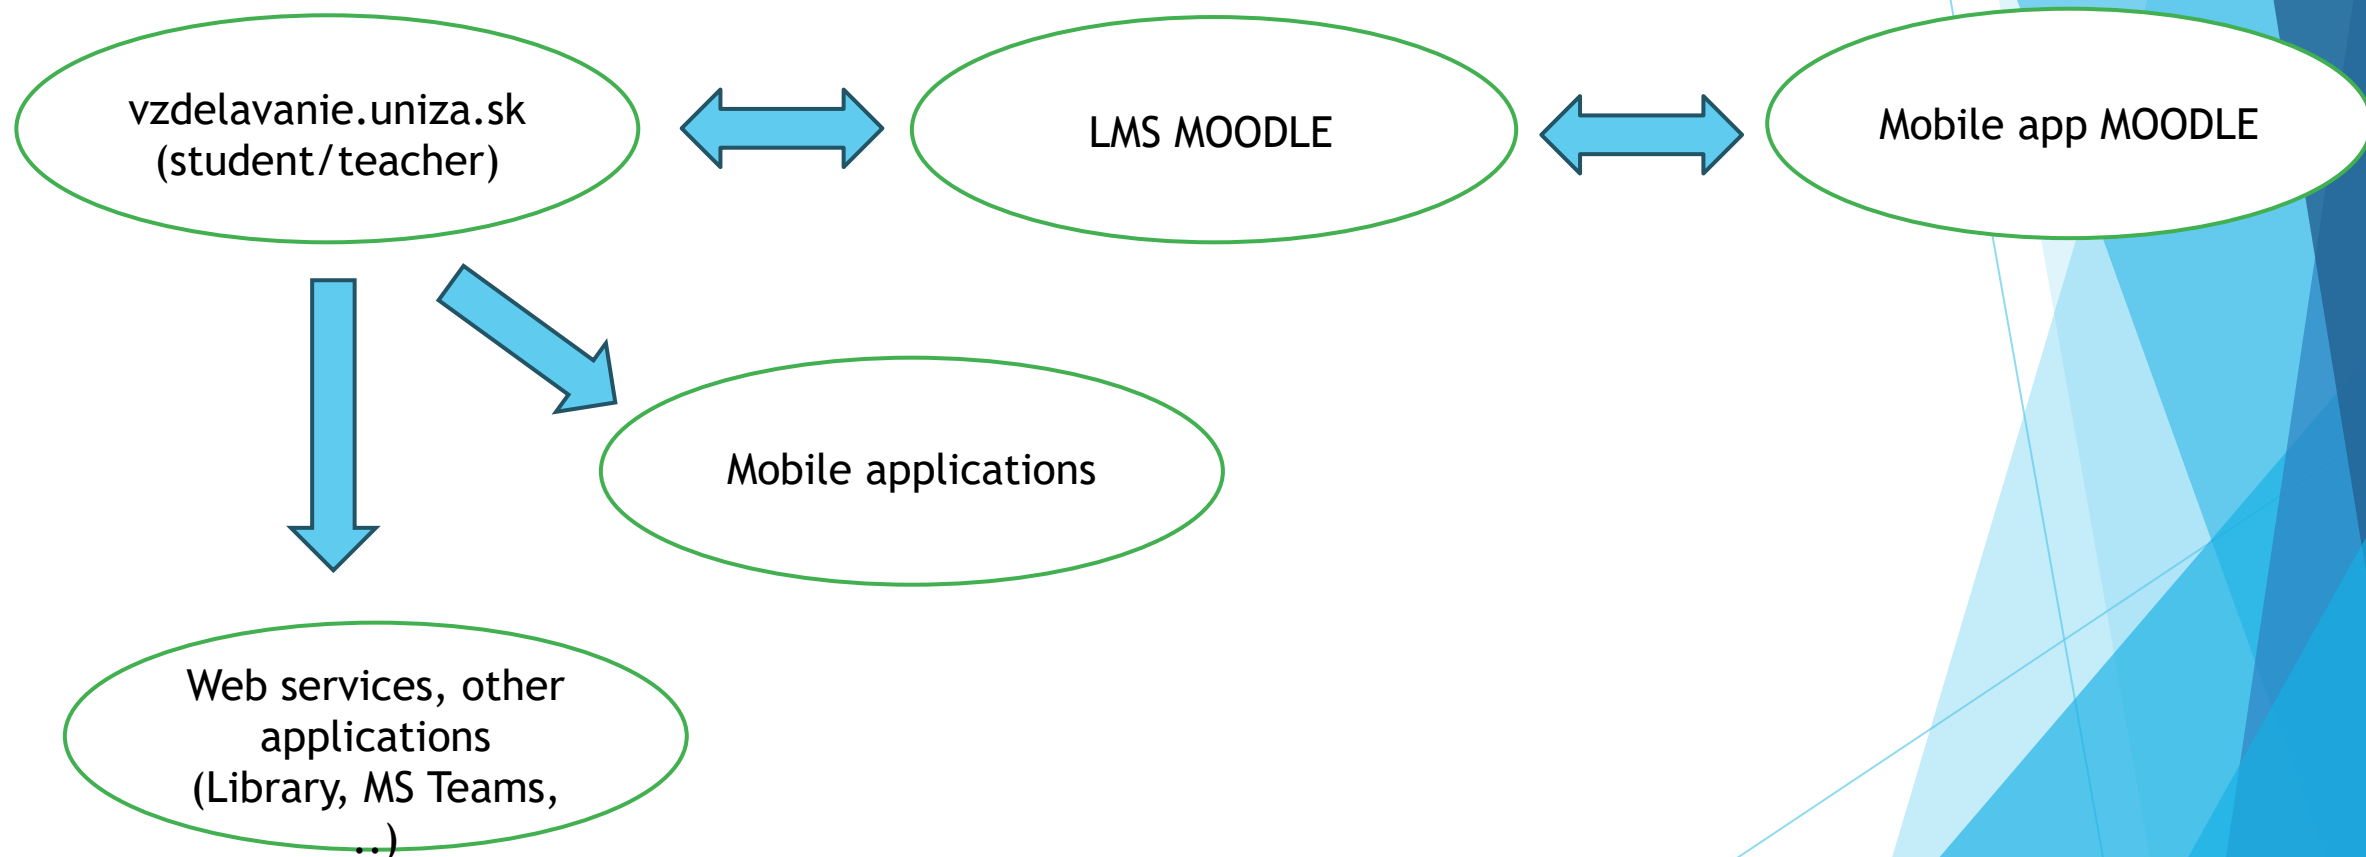 vzdelavanie.uniza.sk
(student/teacher)
LMS MOODLE
Mobile app MOODLE
Mobile applications
Web services, other
applications
(Library, MS Teams,
..)